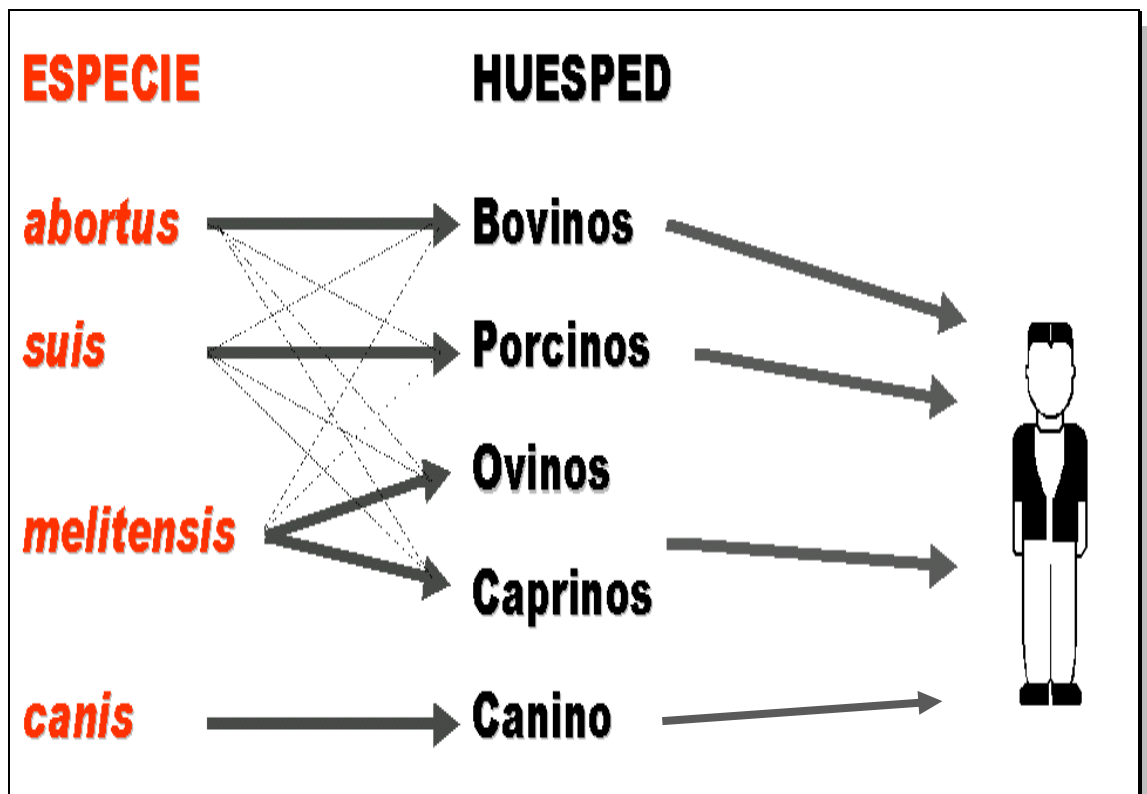 ESPECIE HUESPED
abortus Bovinos
suis Porcinos
Ovinos
melitensis
Caprinos
canis Canino